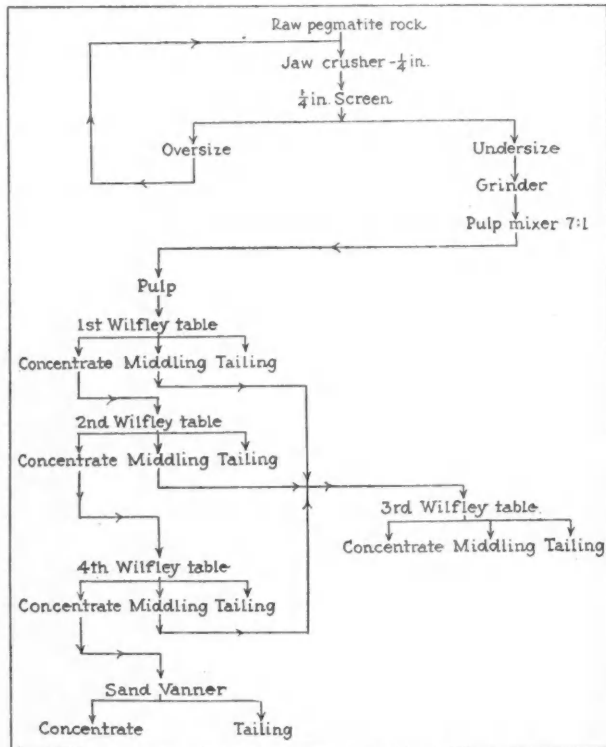 Raw pegmatite rock
Jaw crusher -¼ in.
¼ in. Screen
Oversize
Undersize
Grinder
Pulp mixer 7:1
Pulp
1st Wilfley table
Concentrate Middling Tailing
2nd Wilfley table
Concentrate Middling Tailing
3rd Wilfley table
Concentrate Middling Tailing
4th Wilfley table
Concentrate Middling Tailing
Sand Vanner
Concentrate Tailing